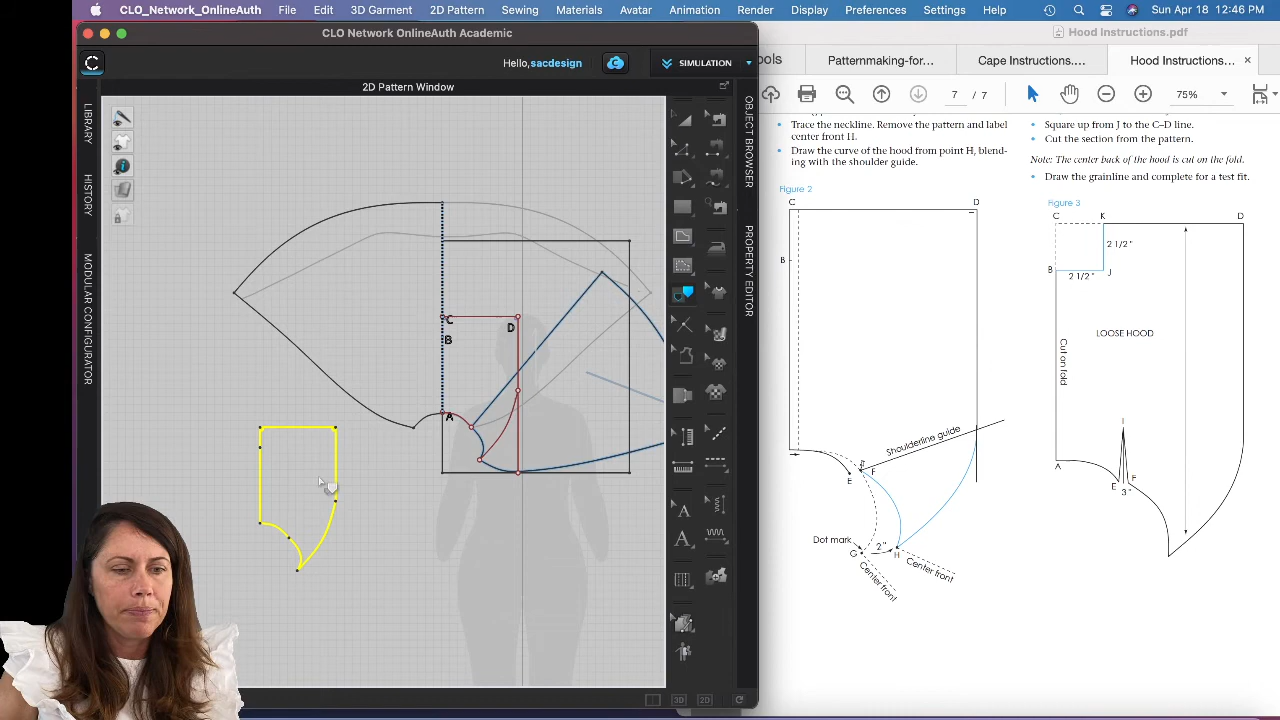 CLO_Network_OnlineAuth File Edit 3D Garment 2D Pattern Sewing Materials Avatar Animation Render Display Preferences Settings Help Sun Apr 18 12:46 PM
CLO Network OnlineAuth Academic
Hello,sacdesign
SIMULATION
2D Pattern Window
LIBRARY
HISTORY
MODULAR CONFIGURATOR
C
D
B
A
3D
2D
OBJECT BROWSER
PROPERTY EDITOR
Hood Instructions.pdf
ools
Patternmaking-for...
Cape Instructions....
Hood Instructions...
7 / 7
75%
• Trace the neckline. Remove the pattern and label
center front H.
• Draw the curve of the hood from point H, blend-
ing with the shoulder guide.
Figure 2
C
D
B
Shoulderline guide
F
E
Dot mark
G
2"
H
Center front
Center front
• Square up from J to the C–D line.
• Cut the section from the pattern.
Note: The center back of the hood is cut on the fold.
• Draw the grainline and complete for a test fit.
Figure 3
C
K
D
2 1/2"
B
J
2 1/2"
LOOSE HOOD
Cut on fold
A
E
F
3"